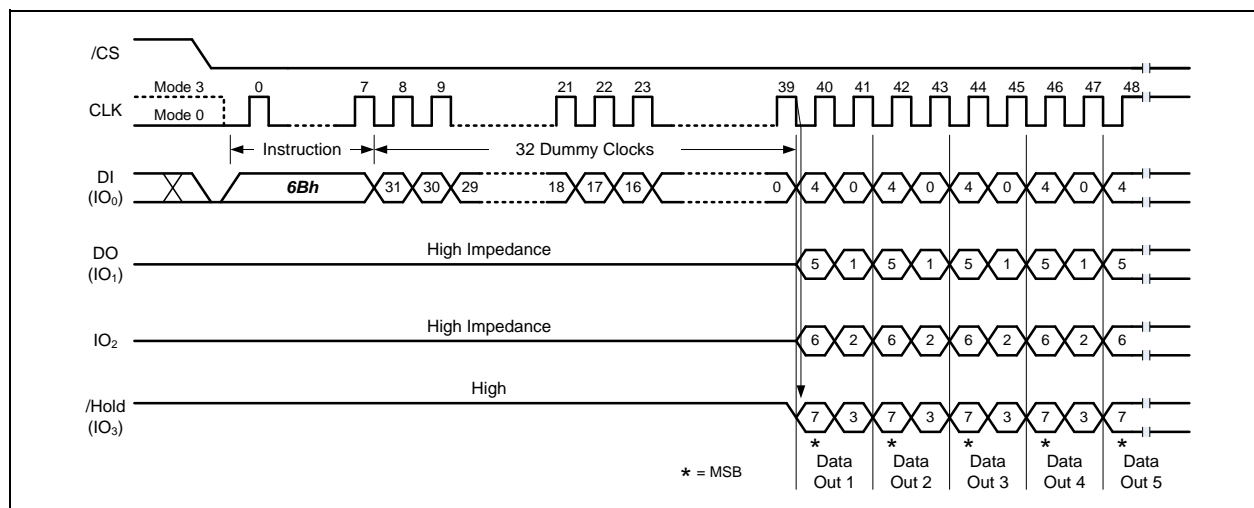 /CS
Mode 3 0 7 8 9 21 22 23 39 40 41 42 43 44 45 46 47 48
CLK
Mode 0
Instruction 32 Dummy Clocks
DI
(IO0) 6Bh 31 30 29 18 17 16 0 4 0 4 0 4 0 4 0 4
High Impedance
DO
(IO1) 5 1 5 1 5 1 5 1 5
High Impedance
IO2 6 2 6 2 6 2 6 2 6
High
/Hold
(IO3) 7 3 7 3 7 3 7 3 7
* * * * *
* = MSB
Data Data Data Data Data
Out 1 Out 2 Out 3 Out 4 Out 5